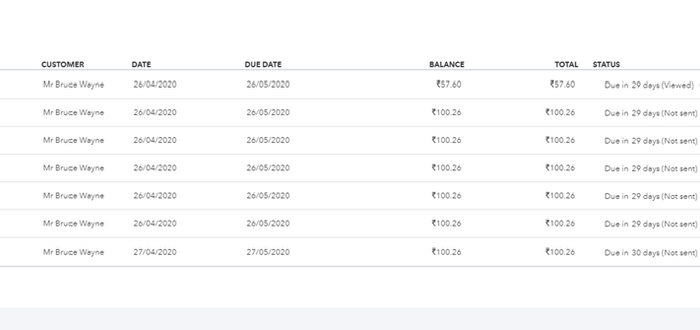 CUSTOMER DATE DUE DATE BALANCE TOTAL STATUS
Mr Bruce Wayne 26/04/2020 26/05/2020 ₹57.60 ₹57.60 Due in 29 days (Viewed)
Mr Bruce Wayne 26/04/2020 26/05/2020 ₹100.26 ₹100.26 Due in 29 days (Not sent)
Mr Bruce Wayne 26/04/2020 26/05/2020 ₹100.26 ₹100.26 Due in 29 days (Not sent)
Mr Bruce Wayne 26/04/2020 26/05/2020 ₹100.26 ₹100.26 Due in 29 days (Not sent)
Mr Bruce Wayne 26/04/2020 26/05/2020 ₹100.26 ₹100.26 Due in 29 days (Not sent)
Mr Bruce Wayne 26/04/2020 26/05/2020 ₹100.26 ₹100.26 Due in 29 days (Not sent)
Mr Bruce Wayne 27/04/2020 27/05/2020 ₹100.26 ₹100.26 Due in 30 days (Not sent)